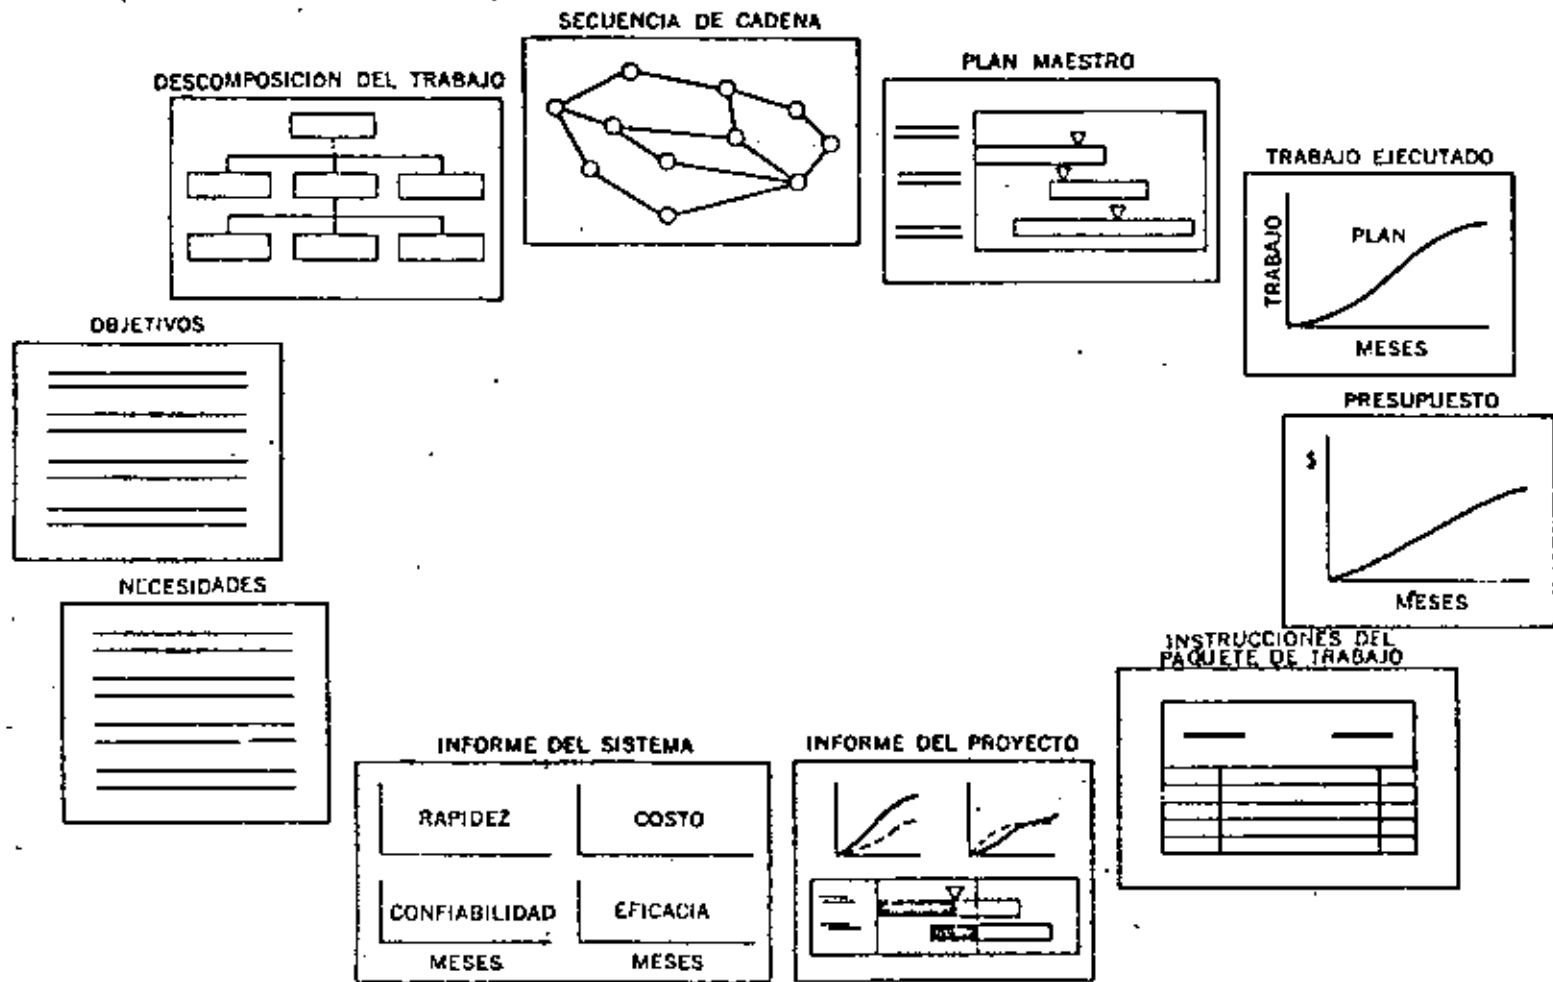 SECUENCIA DE CADENA
DESCOMPOSICION DEL TRABAJO
PLAN MAESTRO
TRABAJO EJECUTADO
TRABAJO
PLAN
MESES
OBJETIVOS
PRESUPUESTO
$
MESES
NECESIDADES
INSTRUCCIONES DEL
PAQUETE DE TRABAJO
INFORME DEL SISTEMA
RAPIDEZ
COSTO
CONFIABILIDAD
EFICACIA
MESES
MESES
INFORME DEL PROYECTO